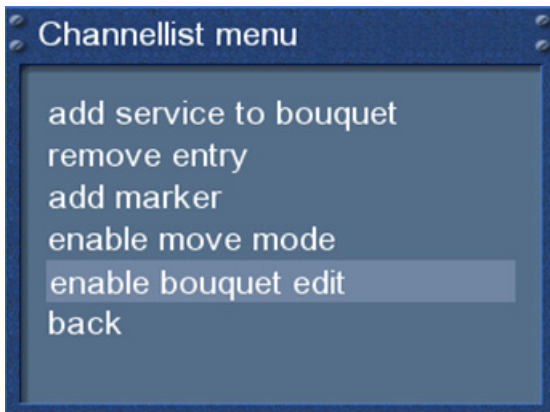 Channellist menu
add service to bouquet
remove entry
add marker
enable move mode
enable bouquet edit
back